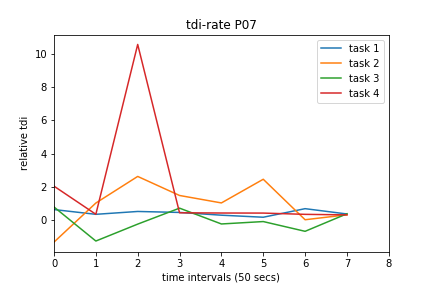 tdi-rate P07
task 1
task 2
task 3
task 4
relative tdi
10
8
6
4
2
0
0 1 2 3 4 5 6 7 8
time intervals (50 secs)